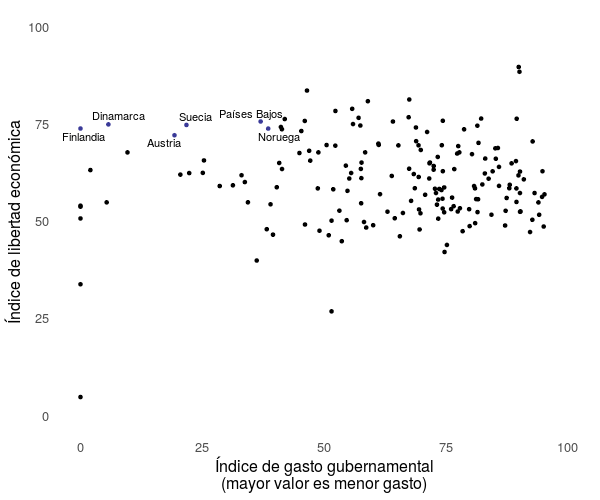 100
75
50
25
0
Índice de libertad económica
Dinamarca
Suecia
Países Bajos
Finlandia
Austria
Noruega
0 25 50 75 100
Índice de gasto gubernamental
(mayor valor es menor gasto)